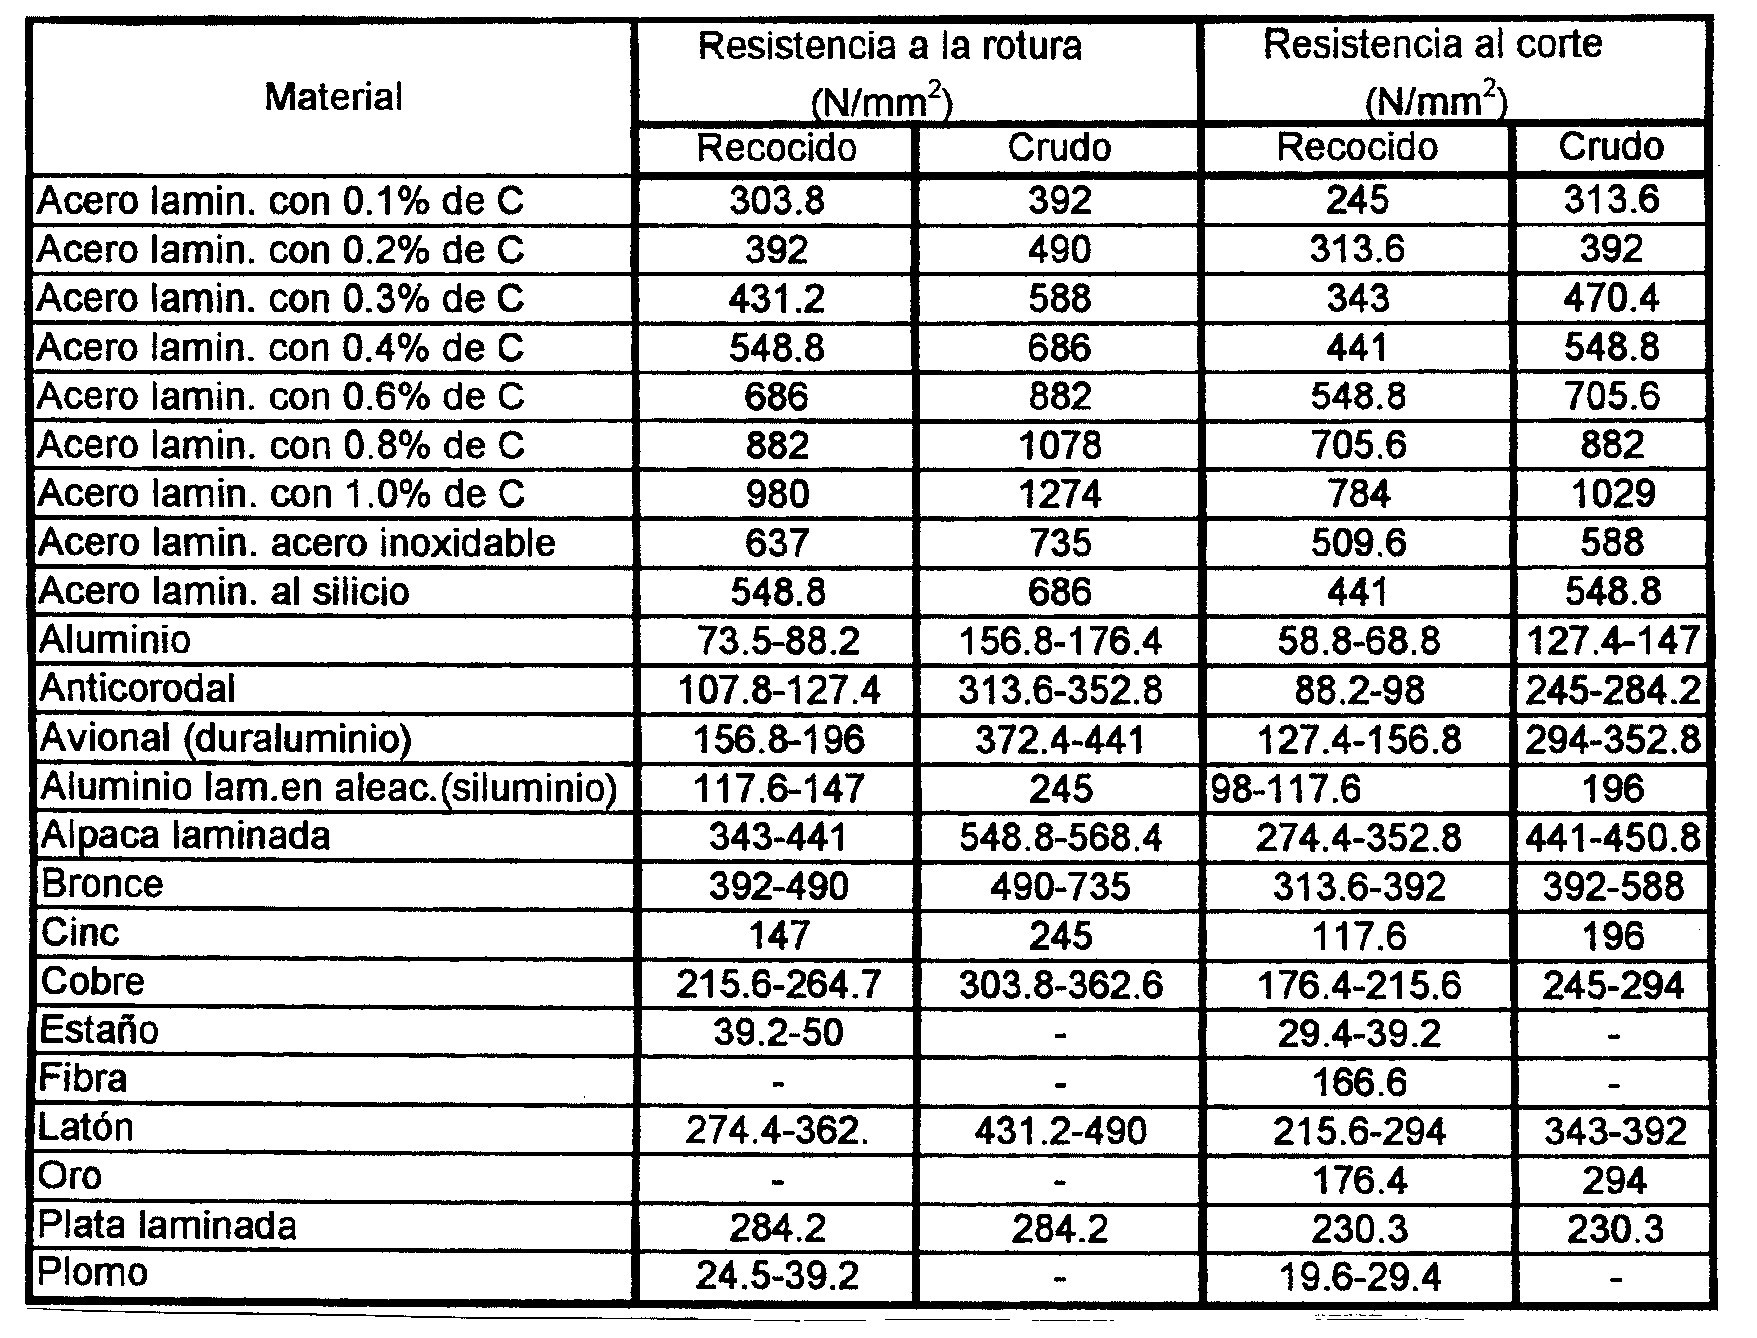 Material Resistencia a la rotura (N/mm²) Resistencia al corte (N/mm²)
Recocido Crudo Recocido Crudo
Acero lamin. con 0.1% de C 303.8 392 245 313.6
Acero lamin. con 0.2% de C 392 490 313.6 392
Acero lamin. con 0.3% de C 431.2 588 343 470.4
Acero lamin. con 0.4% de C 548.8 686 441 548.8
Acero lamin. con 0.6% de C 686 882 548.8 705.6
Acero lamin. con 0.8% de C 882 1078 705.6 882
Acero lamin. con 1.0% de C 980 1274 784 1029
Acero lamin. acero inoxidable 637 735 509.6 588
Acero lamin. al silicio 548.8 686 441 548.8
Aluminio 73.5-88.2 156.8-176.4 58.8-68.8 127.4-147
Anticorodal 107.8-127.4 313.6-352.8 88.2-98 245-284.2
Avional (duraluminio) 156.8-196 372.4-441 127.4-156.8 294-352.8
Aluminio lam.en aleac.(siluminio) 117.6-147 245 98-117.6 196
Alpaca laminada 343-441 548.8-568.4 274.4-352.8 441-450.8
Bronce 392-490 490-735 313.6-392 392-588
Cinc 147 245 117.6 196
Cobre 215.6-264.7 303.8-362.6 176.4-215.6 245-294
Estaño 39.2-50 - 29.4-39.2 -
Fibra - - 166.6 -
Latón 274.4-362. 431.2-490 215.6-294 343-392
Oro - - 176.4 294
Plata laminada 284.2 284.2 230.3 230.3
Plomo 24.5-39.2 - 19.6-29.4 -